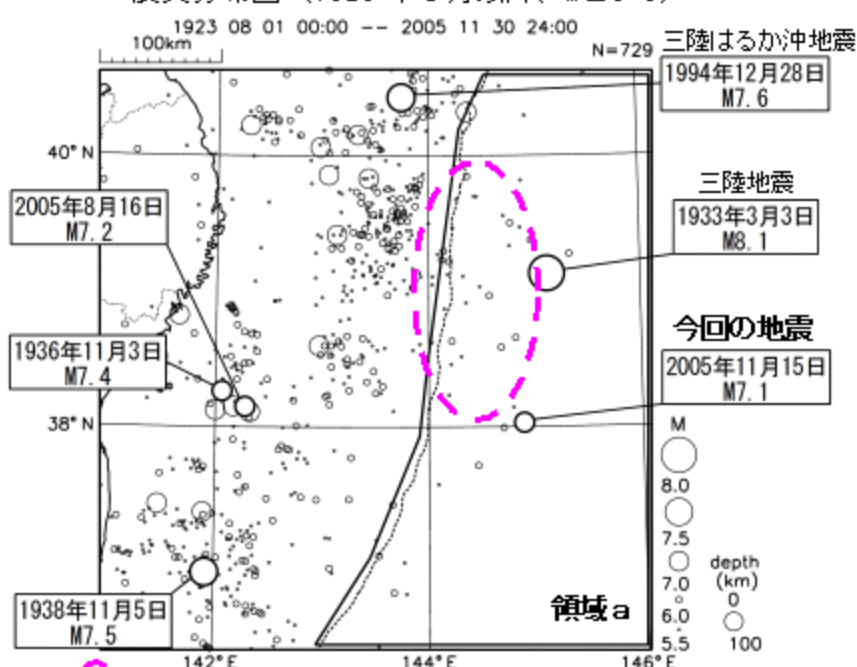 1923 08 01 00:00 -- 2005 11 30 24:00
100km
N=729
三陸はるか沖地震
1994年12月28日
M7.6
40°N
三陸地震
1933年3月3日
M8.1
2005年8月16日
M7.2
今回の地震
2005年11月15日
M7.1
1936年11月3日
M7.4
38°N
M
8.0
7.5
7.0
6.0
5.5
depth
(km)
0
100
領域a
1938年11月5日
M7.5
142°E
144°E
146°E